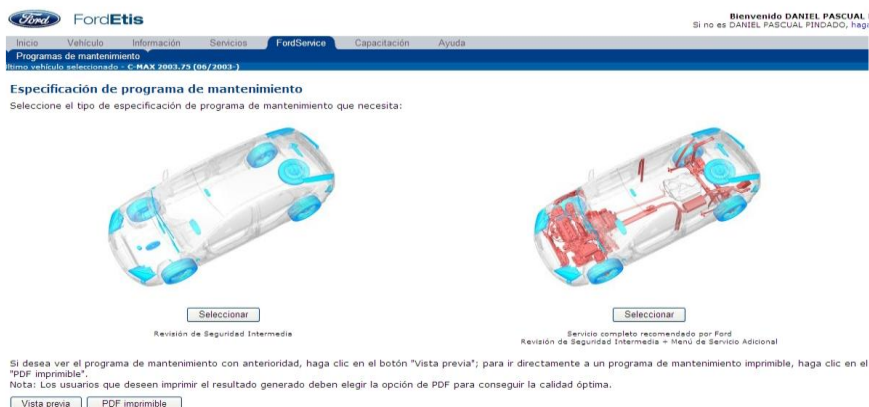 Ford FordEtis
Bienvenido DANIEL PASCUAL
Si no es DANIEL PASCUAL PINDADO, haga
Inicio Vehículo Información Servicios FordService Capacitación Ayuda
Programas de mantenimiento
ltimo vehículo seleccionado - C-MAX 2003.75 (06/2003-)
Especificación de programa de mantenimiento
Seleccione el tipo de especificación de programa de mantenimiento que necesita:
Seleccionar
Revisión de Seguridad Intermedia
Seleccionar
Servicio completo recomendado por Ford
Revisión de Seguridad Intermedia + Menú de Servicio Adicional
Si desea ver el programa de mantenimiento con anterioridad, haga clic en el botón "Vista previa"; para ir directamente a un programa de mantenimiento imprimible, haga clic en el
"PDF imprimible".
Nota: Los usuarios que deseen imprimir el resultado generado deben elegir la opción de PDF para conseguir la calidad óptima.
Vista previa PDF imprimible